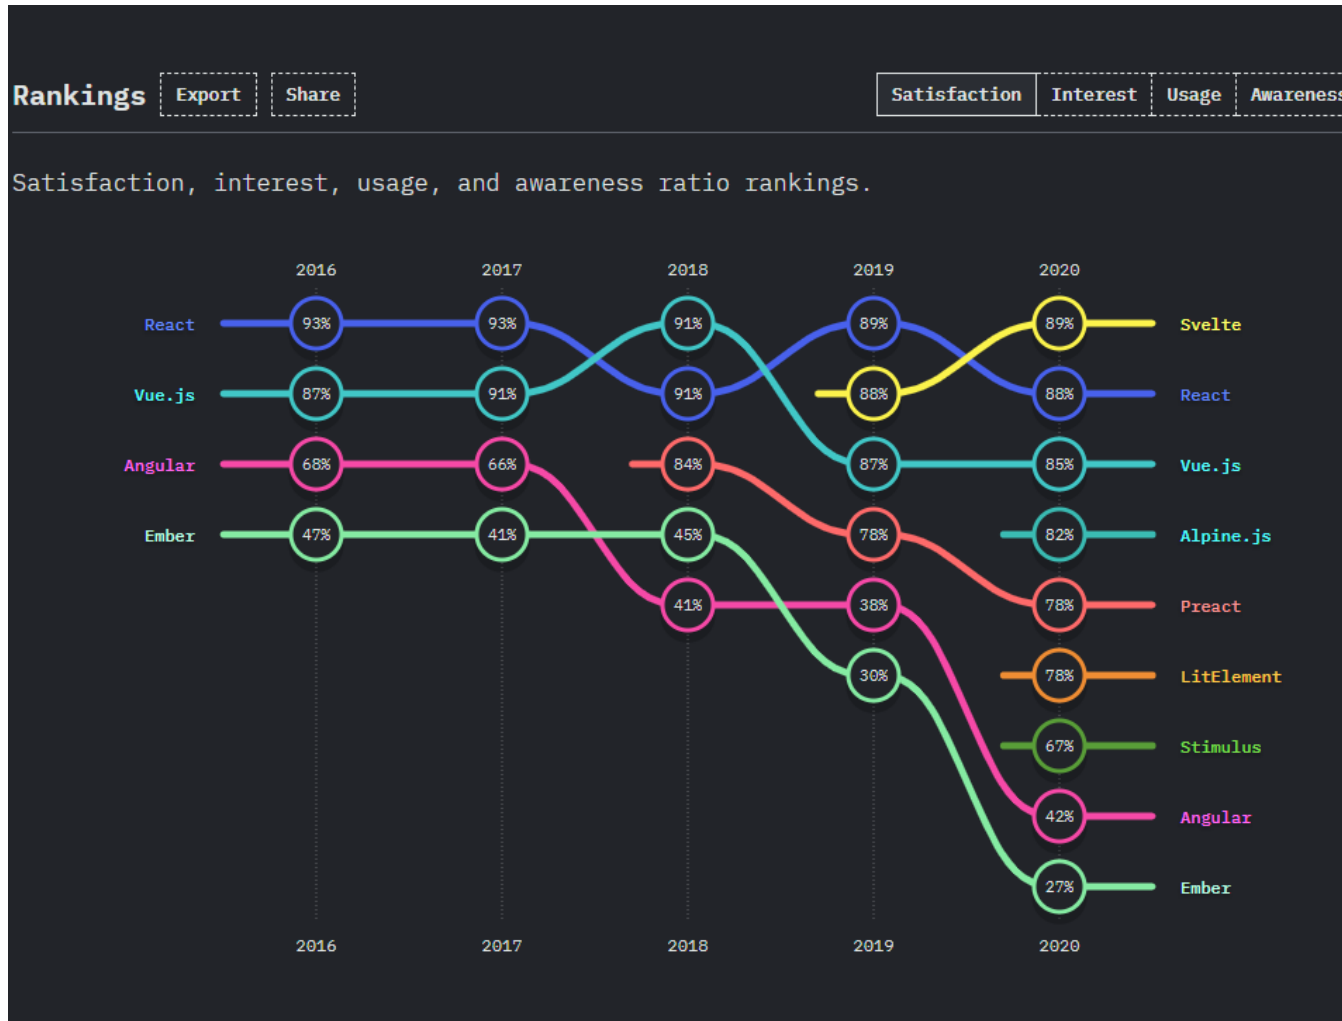 Rankings Export Share Satisfaction Interest Usage Awareness
Satisfaction, interest, usage, and awareness ratio rankings.
2016 2017 2018 2019 2020
React 93% 93% 91% 89% 89% Svelte
Vue.js 87% 91% 91% 88% 88% React
Angular 68% 66% 84% 87% 85% Vue.js
Ember 47% 41% 45% 78% 82% Alpine.js
41% 38% 78% Preact
30% 78% LitElement
67% Stimulus
42% Angular
27% Ember
2016 2017 2018 2019 2020